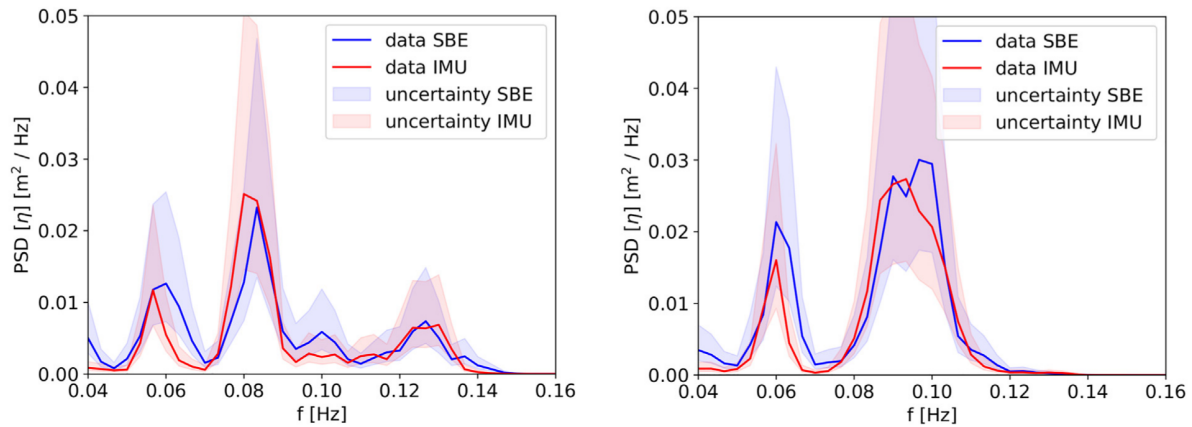 PSD [η] [m² / Hz]
0.05
0.04
0.03
0.02
0.01
0.00
0.04 0.06 0.08 0.10 0.12 0.14 0.16
f [Hz]
data SBE
data IMU
uncertainty SBE
uncertainty IMU
PSD [η] [m² / Hz]
0.05
0.04
0.03
0.02
0.01
0.00
0.04 0.06 0.08 0.10 0.12 0.14 0.16
f [Hz]
data SBE
data IMU
uncertainty SBE
uncertainty IMU